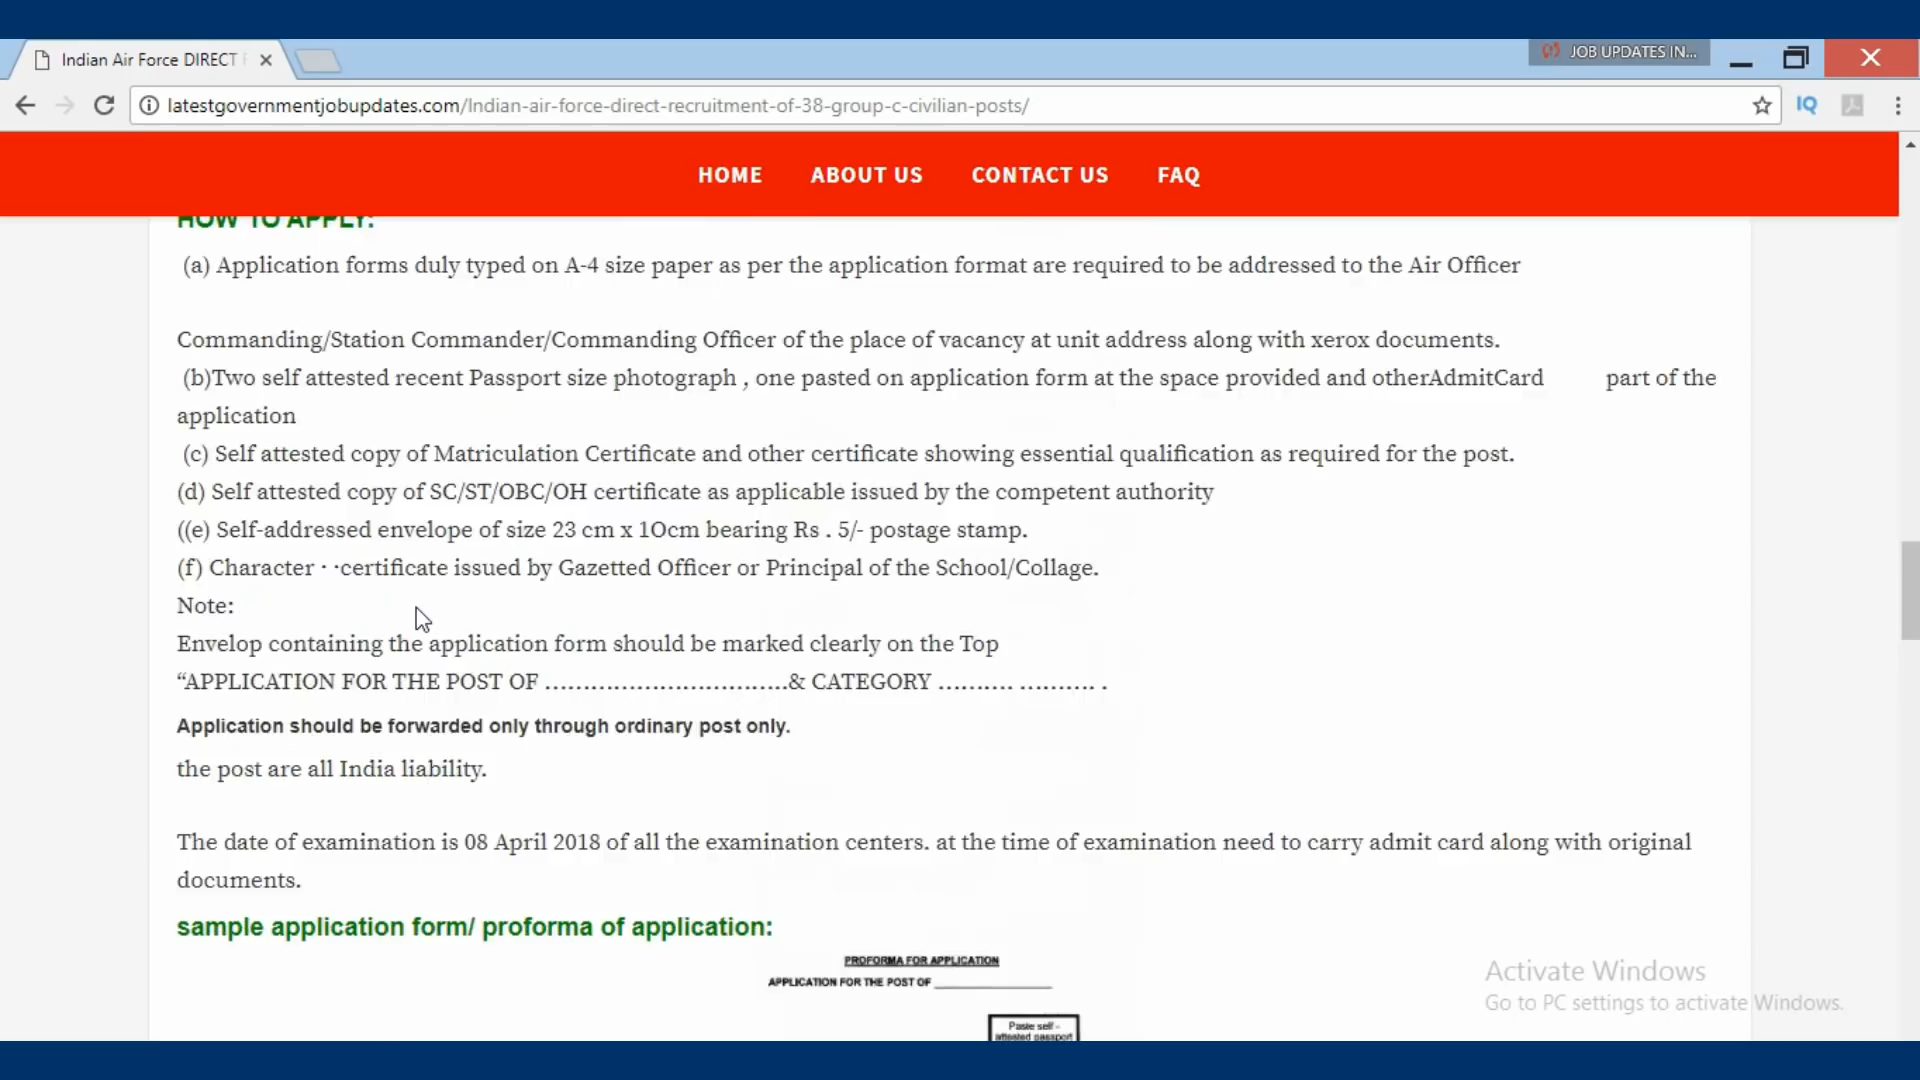 Indian Air Force DIRECT
JOB UPDATES IN...
latestgovernmentjobupdates.com/Indian-air-force-direct-recruitment-of-38-group-c-civilian-posts/
IQ
HOME ABOUT US CONTACT US FAQ
HOW TO APPLY:
(a) Application forms duly typed on A-4 size paper as per the application format are required to be addressed to the Air Officer
Commanding/Station Commander/Commanding Officer of the place of vacancy at unit address along with xerox documents.
(b)Two self attested recent Passport size photograph , one pasted on application form at the space provided and otherAdmitCard part of the
application
(c) Self attested copy of Matriculation Certificate and other certificate showing essential qualification as required for the post.
(d) Self attested copy of SC/ST/OBC/OH certificate as applicable issued by the competent authority
((e) Self-addressed envelope of size 23 cm x 1Ocm bearing Rs . 5/- postage stamp.
(f) Character · ·certificate issued by Gazetted Officer or Principal of the School/Collage.
Note:
Envelop containing the application form should be marked clearly on the Top
“APPLICATION FOR THE POST OF …………………………..& CATEGORY ………. ………. .
Application should be forwarded only through ordinary post only.
the post are all India liability.
The date of examination is 08 April 2018 of all the examination centers. at the time of examination need to carry admit card along with original
documents.
sample application form/ proforma of application:
PROFORMA FOR APPLICATION
APPLICATION FOR THE POST OF ____________________
Paste self -
attested passport
Activate Windows
Go to PC settings to activate Windows.